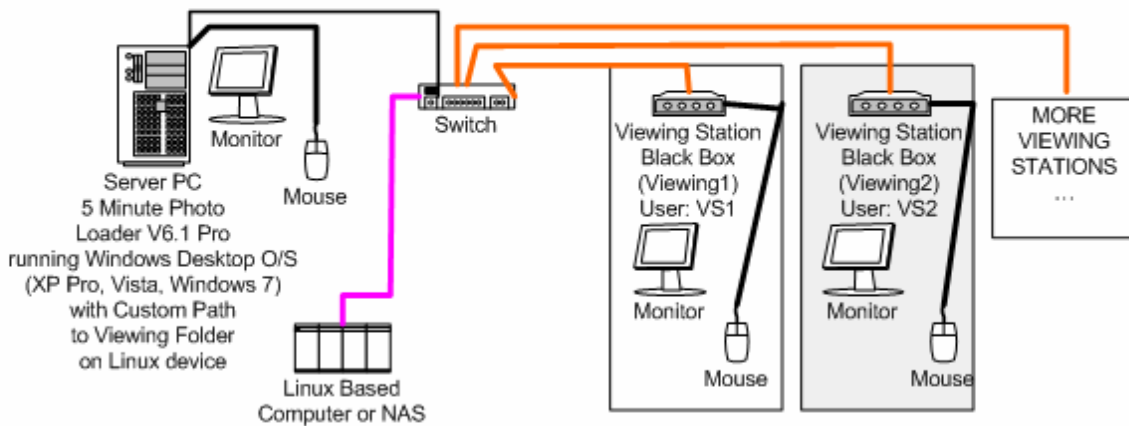 Monitor
Mouse
Server PC
5 Minute Photo
Loader V6.1 Pro
running Windows Desktop O/S
(XP Pro, Vista, Windows 7)
with Custom Path
to Viewing Folder
on Linux device
Switch
Linux Based
Computer or NAS
Viewing Station
Black Box
(Viewing1)
User: VS1
Monitor
Mouse
Viewing Station
Black Box
(Viewing2)
User: VS2
Monitor
Mouse
MORE
VIEWING
STATIONS
...